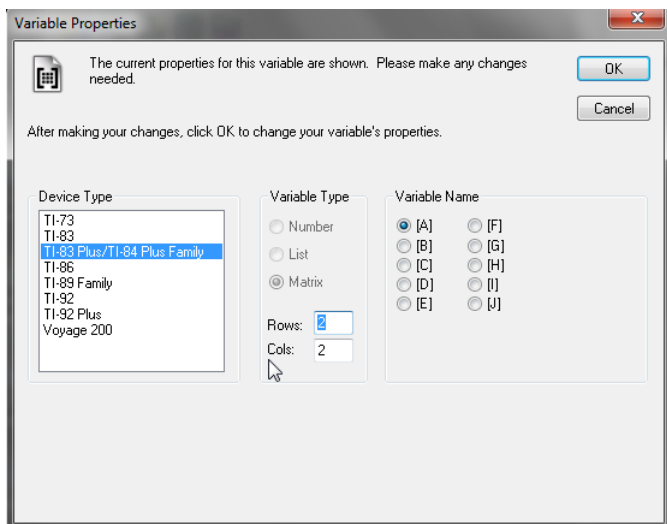 Variable Properties
The current properties for this variable are shown. Please make any changes
needed.
OK
Cancel
After making your changes, click OK to change your variable's properties.
Device Type
TI-73
TI-83
TI-83 Plus/TI-84 Plus Family
TI-86
TI-89 Family
TI-92
TI-92 Plus
Voyage 200
Variable Type
Number
List
Matrix
Rows: 2
Cols: 2
Variable Name
[A] [F]
[B] [G]
[C] [H]
[D] [I]
[E] [J]